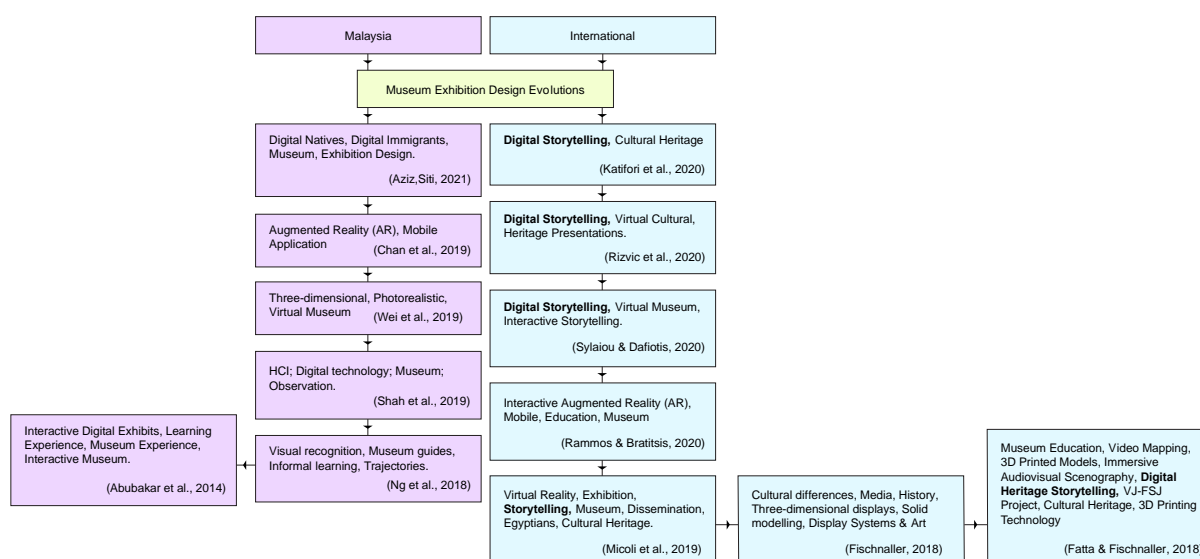 Malaysia
International
Museum Exhibition Design Evolutions
Digital Natives, Digital Immigrants,
Museum, Exhibition Design.
(Aziz,Siti, 2021)
Augmented Reality (AR), Mobile
Application
(Chan et al., 2019)
Three-dimensional, Photorealistic,
Virtual Museum
(Wei et al., 2019)
HCI; Digital technology; Museum;
Observation.
(Shah et al., 2019)
Visual recognition, Museum guides,
Informal learning, Trajectories.
(Ng et al., 2018)
Interactive Digital Exhibits, Learning
Experience, Museum Experience,
Interactive Museum.
(Abubakar et al., 2014)
Digital Storytelling, Cultural Heritage
(Katifori et al., 2020)
Digital Storytelling, Virtual Cultural,
Heritage Presentations.
(Rizvic et al., 2020)
Digital Storytelling, Virtual Museum,
Interactive Storytelling.
(Sylaiou & Dafiotis, 2020)
Interactive Augmented Reality (AR),
Mobile, Education, Museum
(Rammos & Bratitsis, 2020)
Virtual Reality, Exhibition,
Storytelling, Museum, Dissemination,
Egyptians, Cultural Heritage.
(Micoli et al., 2019)
Cultural differences, Media, History,
Three-dimensional displays, Solid
modelling, Display Systems & Art
(Fischnaller, 2018)
Museum Education, Video Mapping,
3D Printed Models, Immersive
Audiovisual Scenography, Digital
Heritage Storytelling, VJ-FSJ
Project, Cultural Heritage, 3D Printing
Technology
(Fatta & Fischnaller, 2018)